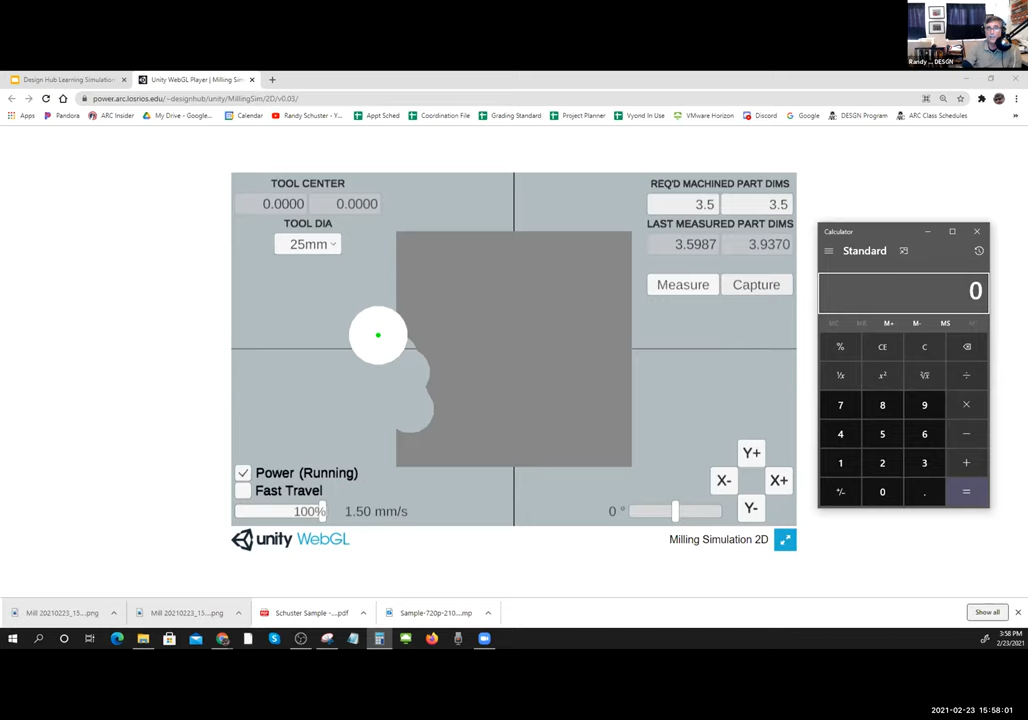 Randy ... DESGN
Design Hub Learning Simulation
Unity WebGL Player | Milling Sim
power.arc.losrios.edu/~designhub/unity/MillingSim/2D/v0.03/
Apps
Pandora
ARC Insider
My Drive - Google...
Calendar
Randy Schuster - Y...
Appt Sched
Coordination File
Grading Standard
Project Planner
Vyond In Use
VMware Horizon
Discord
Google
DESGN Program
ARC Class Schedules
TOOL CENTER
0.0000 0.0000
TOOL DIA
25mm
REQ'D MACHINED PART DIMS
3.5 3.5
LAST MEASURED PART DIMS
3.5987 3.9370
Measure Capture
Power (Running)
Fast Travel
100% 1.50 mm/s
0 °
Y+
X- X+
Y-
unity WebGL
Milling Simulation 2D
Calculator
Standard
0
MC MR M+ M- MS
% CE C
¹/x x² ²√x ÷
7 8 9 ×
4 5 6 −
1 2 3 +
+/- 0 . =
Mill 20210223_15....png
Mill 20210223_15....png
PDF
Schuster Sample -....pdf
Sample-720p-210....mp
Show all
3:58 PM
2/23/2021
2021-02-23 15:58:01